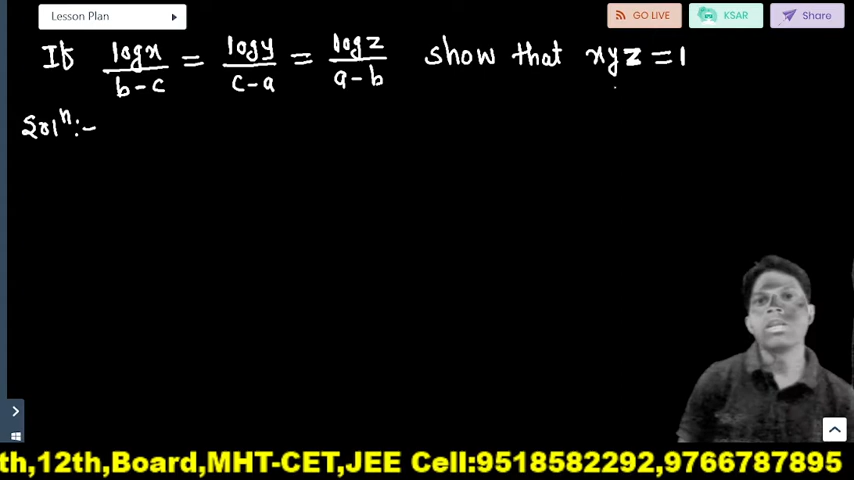 Lesson Plan
GO LIVE
KSAR
Share
If logx/b-c = logy/c-a = logz/a-b show that xyz = 1
Solⁿ:-
th,12th,Board,MHT-CET,JEE Cell:9518582292,9766787895